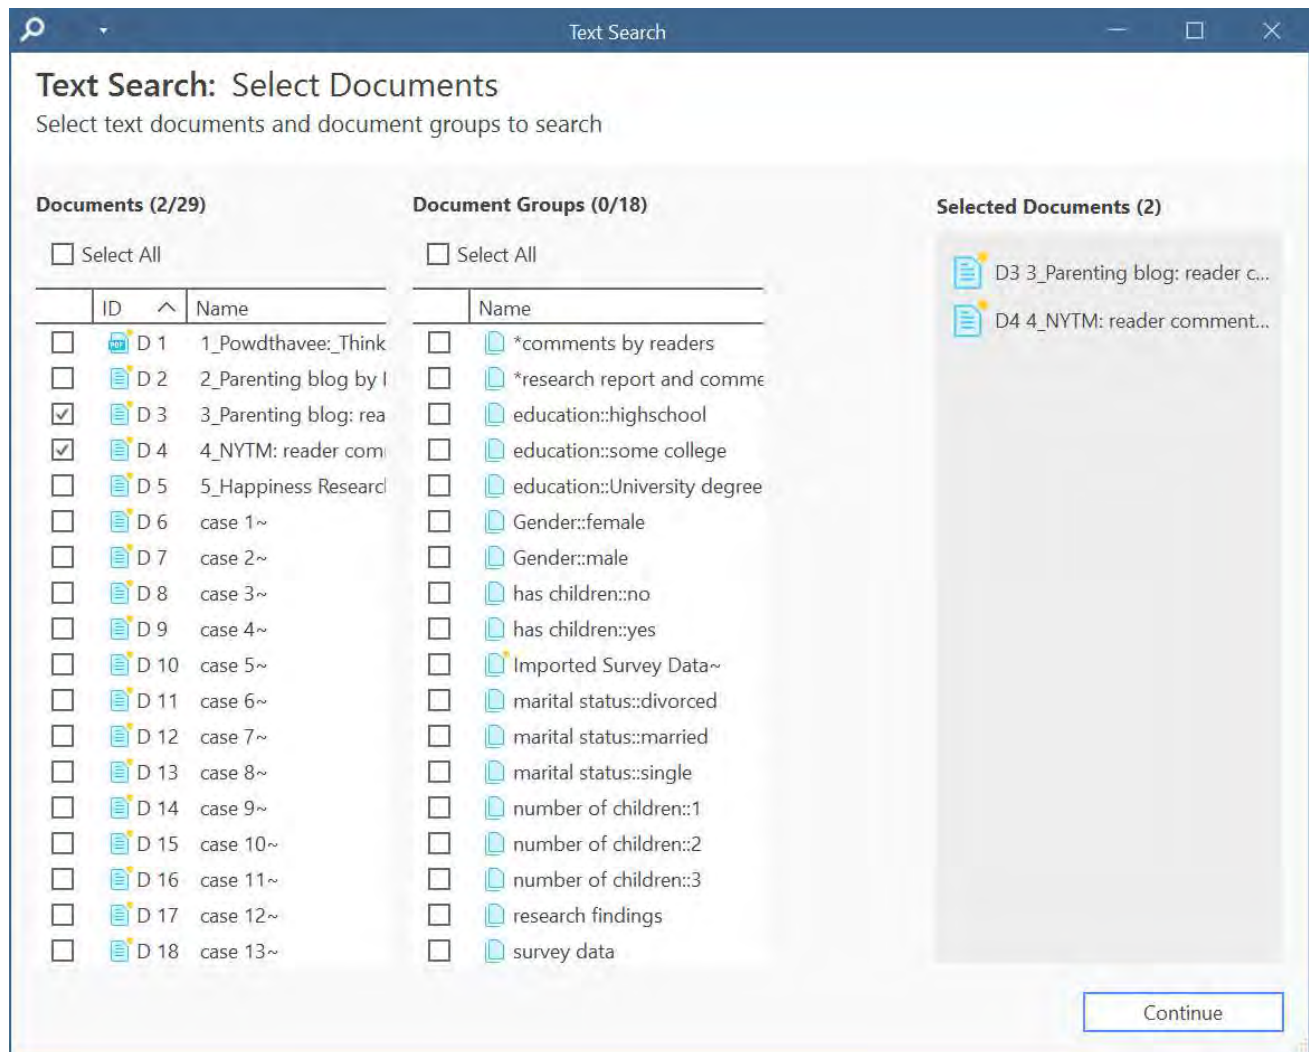 Text Search
Text Search: Select Documents
Select text documents and document groups to search
Documents (2/29)
Select All
ID Name
D 1 1_Powdthavee:_Think
D 2 2_Parenting blog by
D 3 3_Parenting blog: rea
D 4 4_NYTM: reader com
D 5 5_Happiness Research
D 6 case 1~
D 7 case 2~
D 8 case 3~
D 9 case 4~
D 10 case 5~
D 11 case 6~
D 12 case 7~
D 13 case 8~
D 14 case 9~
D 15 case 10~
D 16 case 11~
D 17 case 12~
D 18 case 13~
Document Groups (0/18)
Select All
Name
*comments by readers
*research report and comme
education::highschool
education::some college
education::University degree
Gender::female
Gender::male
has children::no
has children::yes
Imported Survey Data~
marital status::divorced
marital status::married
marital status::single
number of children::1
number of children::2
number of children::3
research findings
survey data
Selected Documents (2)
D3 3_Parenting blog: reader c...
D4 4_NYTM: reader comment...
Continue